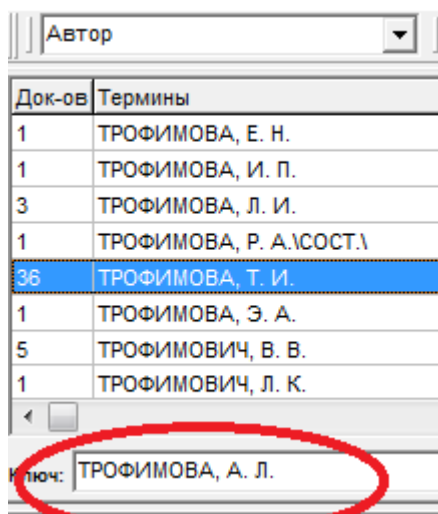 Автор
Док-ов Термины
1 ТРОФИМОВА, Е. Н.
1 ТРОФИМОВА, И. П.
3 ТРОФИМОВА, Л. И.
1 ТРОФИМОВА, Р. А.\СОСТ.\
36 ТРОФИМОВА, Т. И.
1 ТРОФИМОВА, Э. А.
5 ТРОФИМОВИЧ, В. В.
1 ТРОФИМОВИЧ, Л. К.
Ключ: ТРОФИМОВА, А. Л.